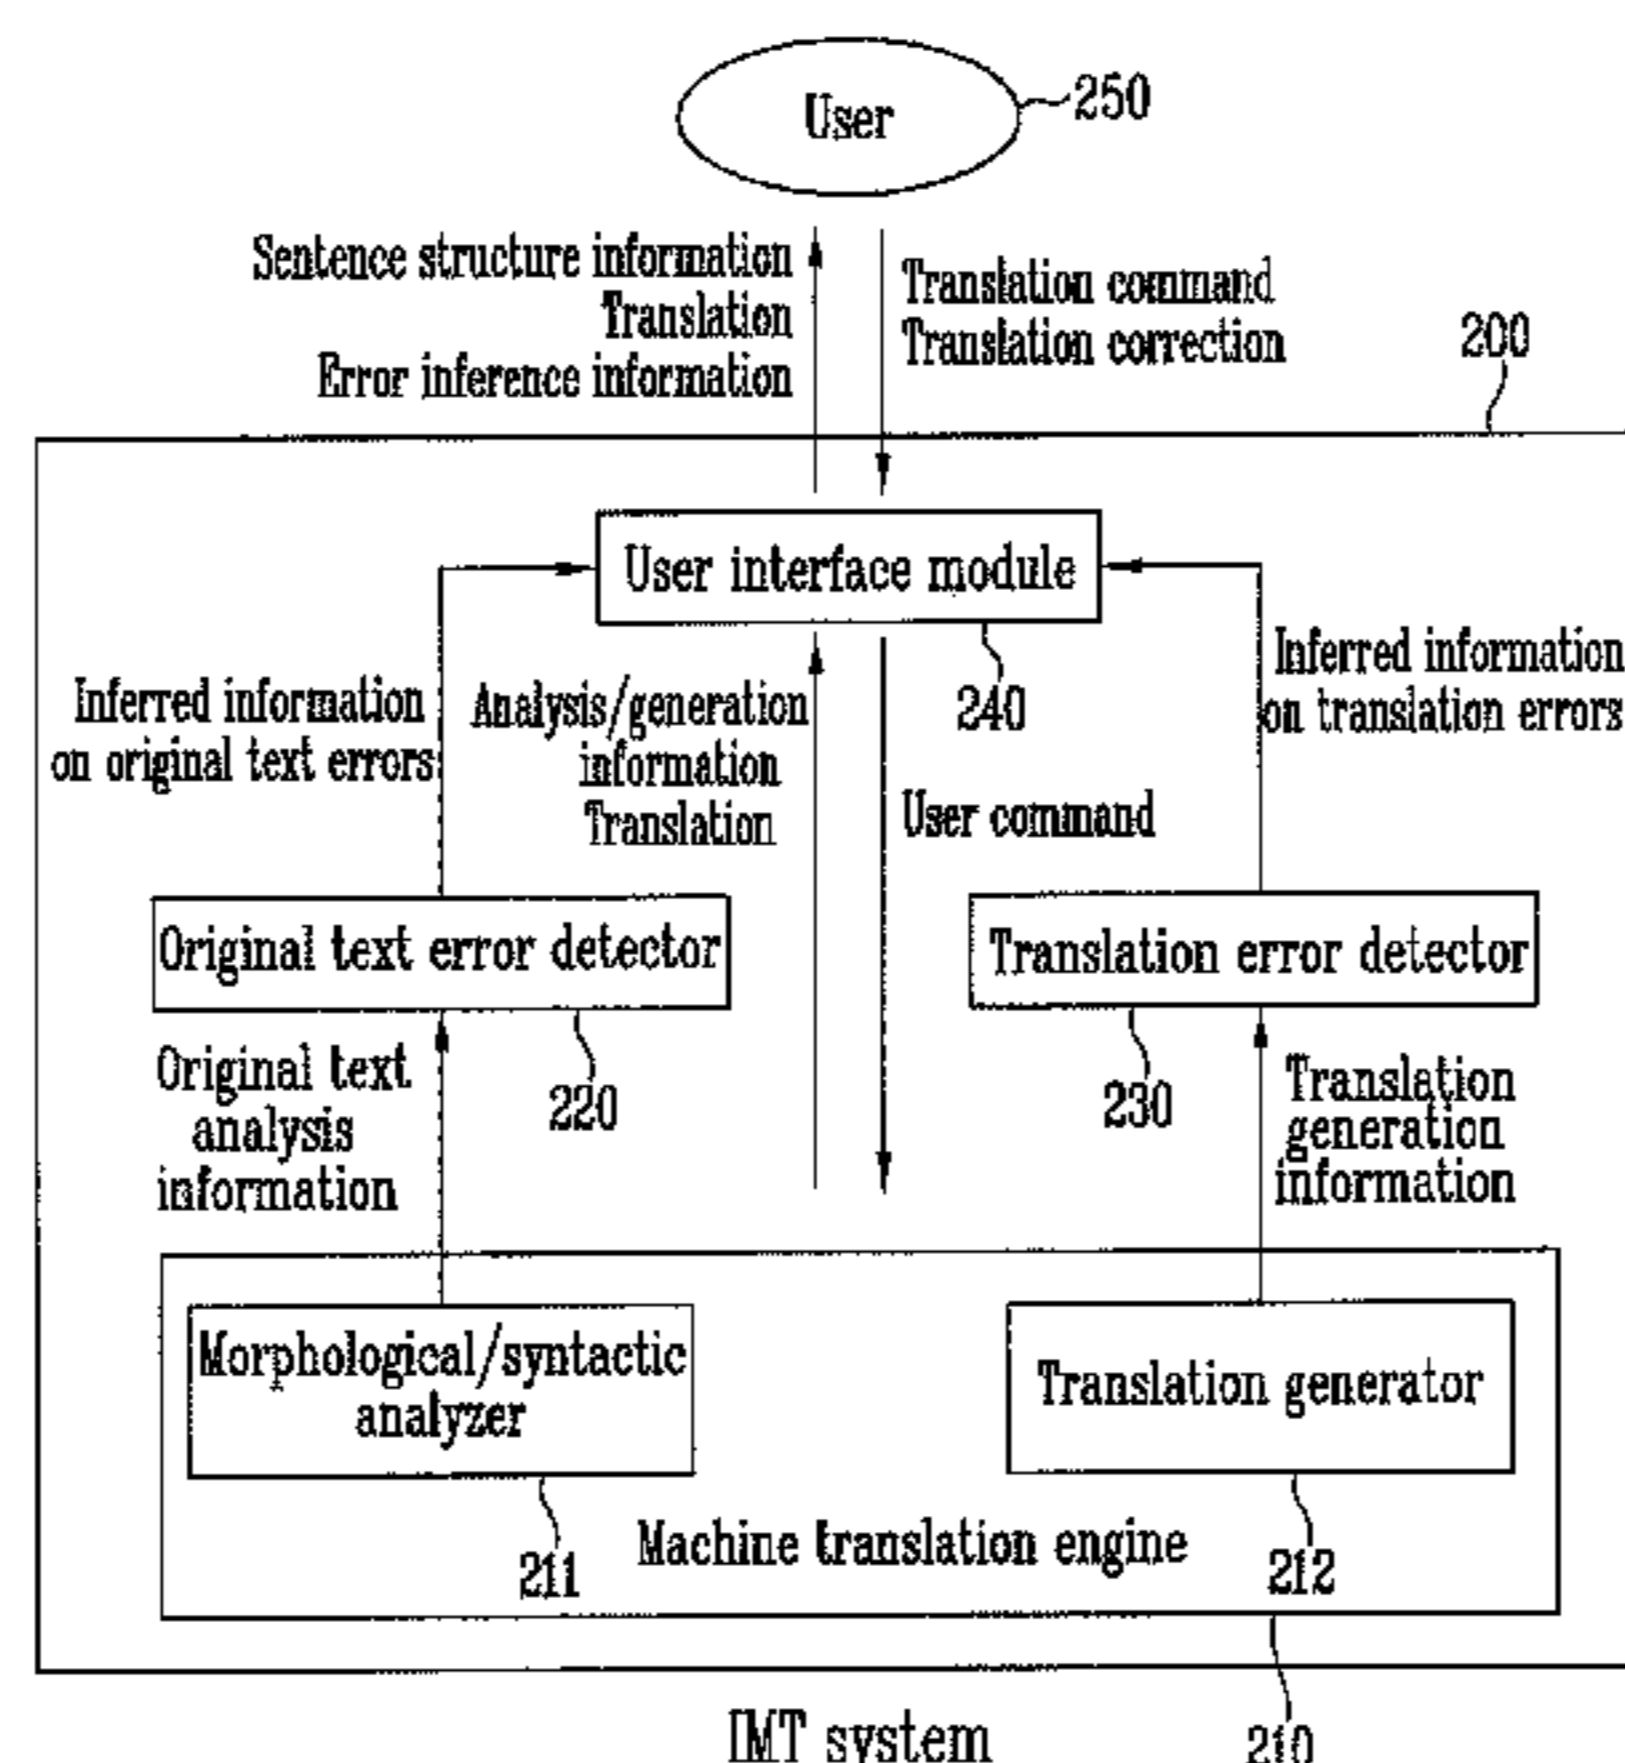 User
250
Sentence structure information
Translation
Error inference information
Translation command
Translation correction
200
User interface module
240
Inferred information
on original text errors
Analysis/generation
information
Translation
User command
Inferred information
on translation errors
Original text error detector
220
Translation error detector
230
Original text
analysis
information
Translation
generation
information
Morphological/syntactic
analyzer
211
Translation generator
212
Machine translation engine
IMT system
210